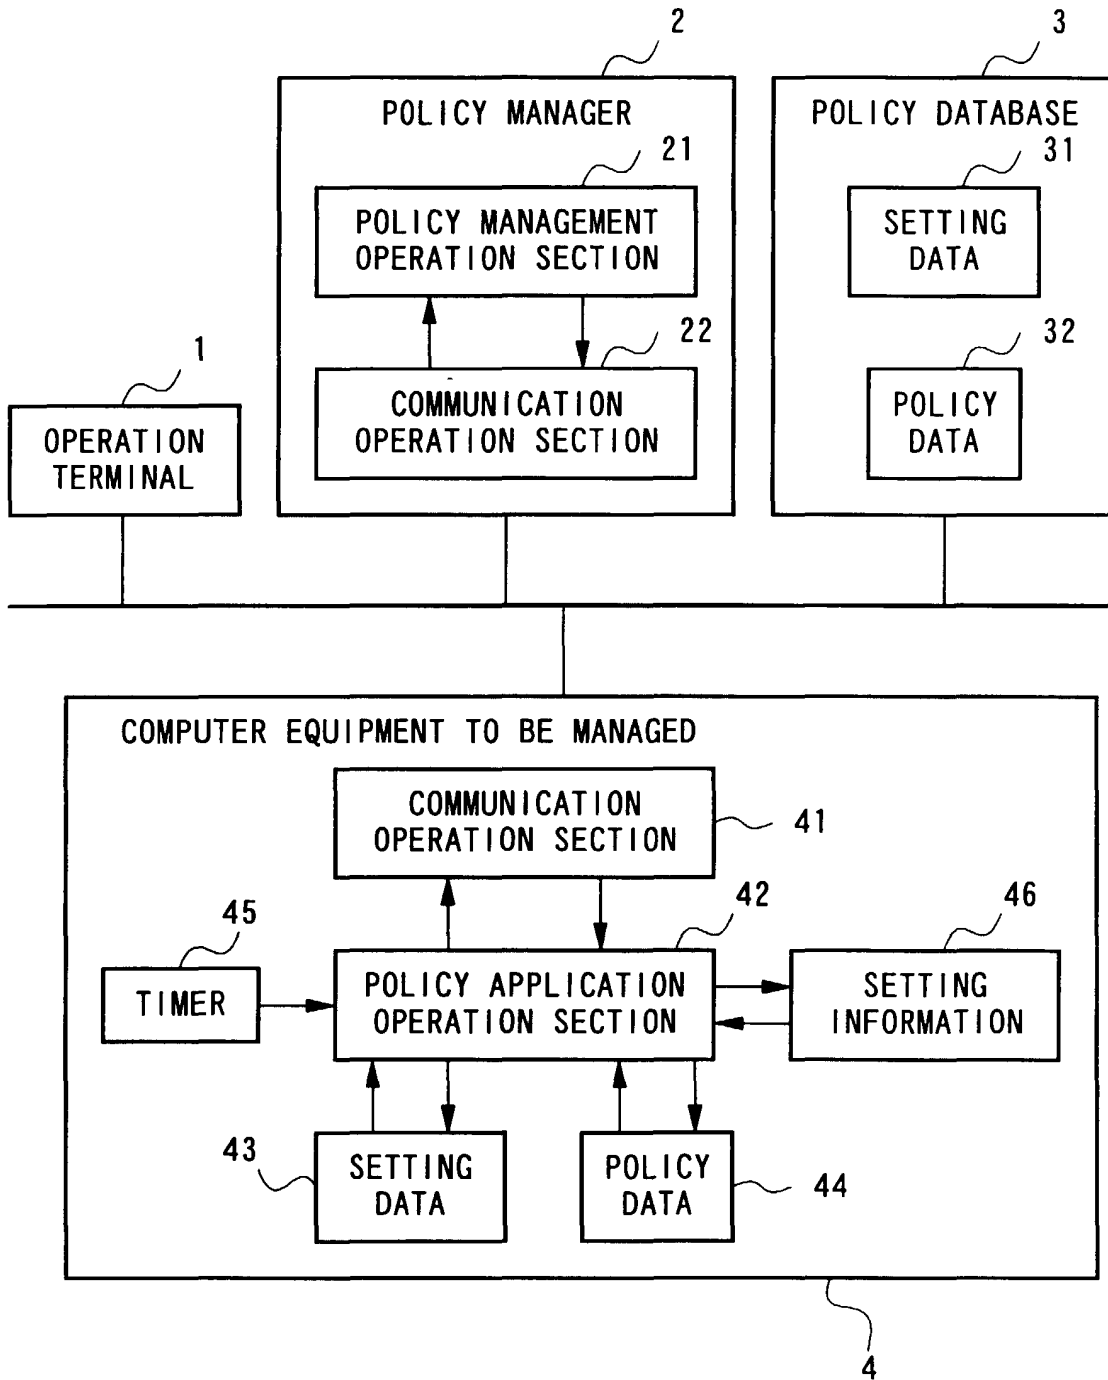 2
3
POLICY MANAGER
POLICY DATABASE
21
31
POLICY MANAGEMENT
OPERATION SECTION
SETTING
DATA
22
32
1
COMMUNICATION
OPERATION SECTION
POLICY
DATA
OPERATION
TERMINAL
COMPUTER EQUIPMENT TO BE MANAGED
COMMUNICATION
OPERATION SECTION
41
45
42
46
TIMER
POLICY APPLICATION
OPERATION SECTION
SETTING
INFORMATION
43
SETTING
DATA
POLICY
DATA
44
4